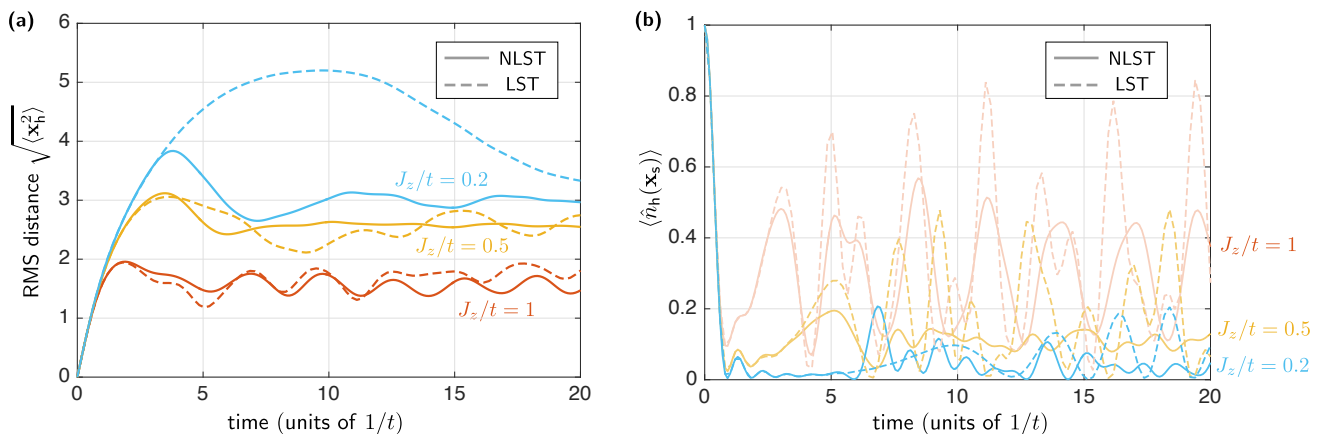 (a)
6
5
4
3
2
1
0
0
5
10
15
20
RMS distance √⟨x_h^2⟩
time (units of 1/t)
NLST
LST
J_z/t = 0.2
J_z/t = 0.5
J_z/t = 1
(b)
1
0.8
0.6
0.4
0.2
0
0
5
10
15
20
⟨n̂_h(x_s)⟩
time (units of 1/t)
NLST
LST
J_z/t = 1
J_z/t = 0.5
J_z/t = 0.2